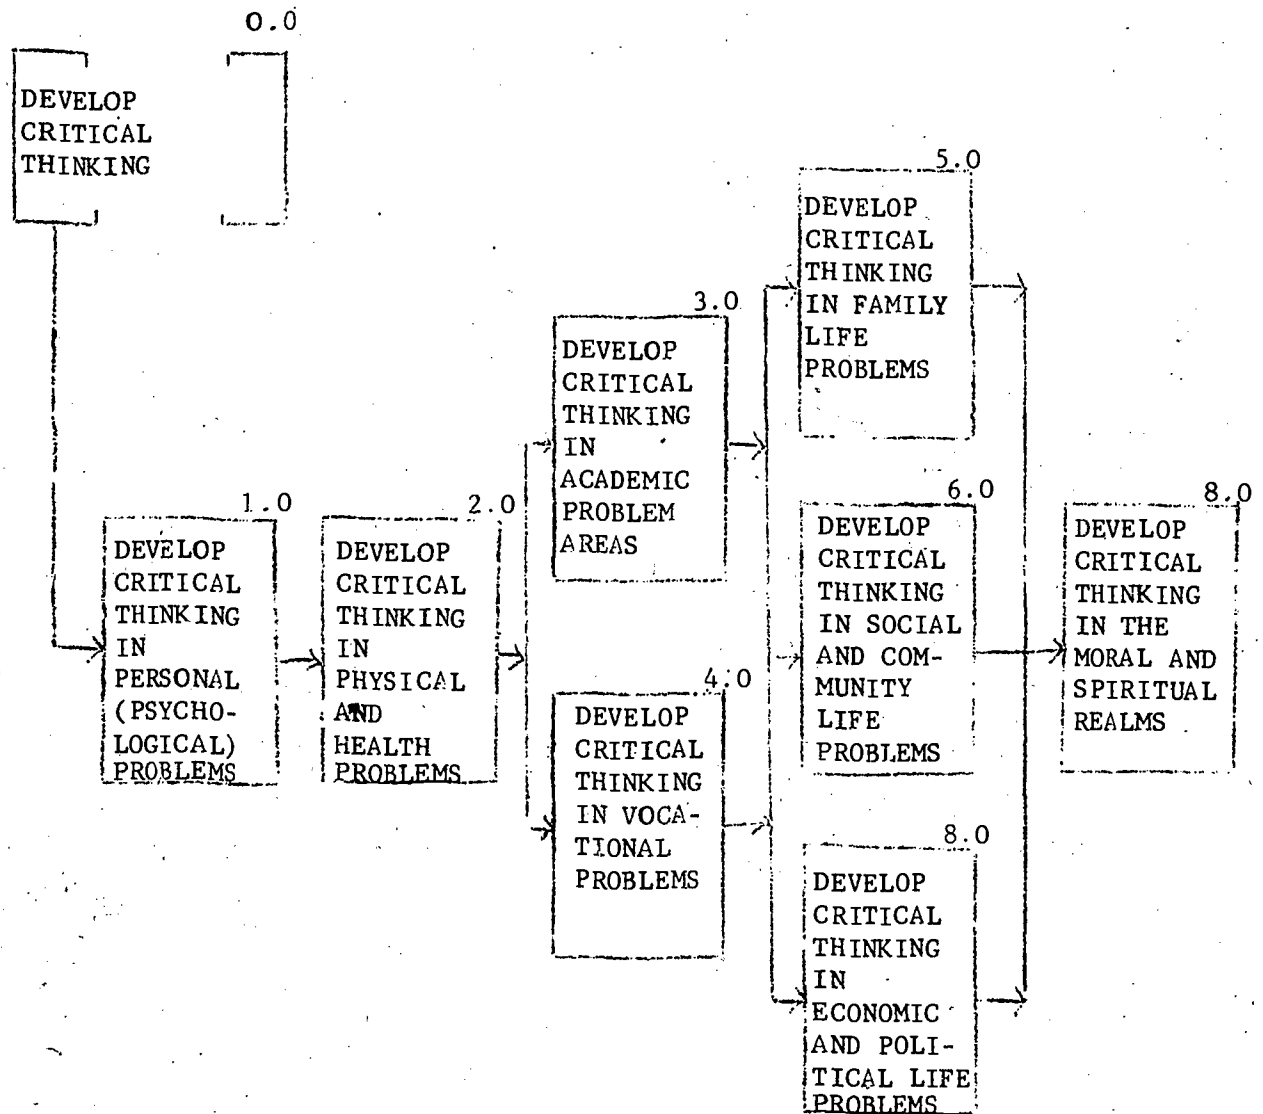 0.0
DEVELOP
CRITICAL
THINKING
1.0
DEVELOP
CRITICAL
THINKING
IN
PERSONAL
(PSYCHO-
LOGICAL)
PROBLEMS
2.0
DEVELOP
CRITICAL
THINKING
IN
PHYSICAL
AND
HEALTH
PROBLEMS
3.0
DEVELOP
CRITICAL
THINKING
IN
ACADEMIC
PROBLEM
AREAS
4.0
DEVELOP
CRITICAL
THINKING
IN VOCA-
TIONAL
PROBLEMS
5.0
DEVELOP
CRITICAL
THINKING
IN FAMILY
LIFE
PROBLEMS
6.0
DEVELOP
CRITICAL
THINKING
IN SOCIAL
AND COM-
MUNITY
LIFE
PROBLEMS
8.0
DEVELOP
CRITICAL
THINKING
IN
ECONOMIC
AND POLI-
TICAL LIFE
PROBLEMS
8.0
DEVELOP
CRITICAL
THINKING
IN THE
MORAL AND
SPIRITUAL
REALMS